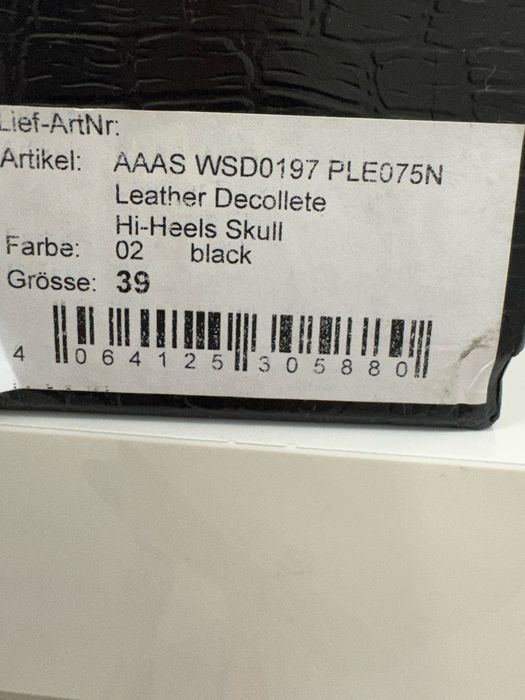 Lief-ArtNr:
Artikel: AAAS WSD0197 PLE075N
Leather Decollete
Hi-Heels Skull
Farbe: 02 black
Grösse: 39
4 064125 305880